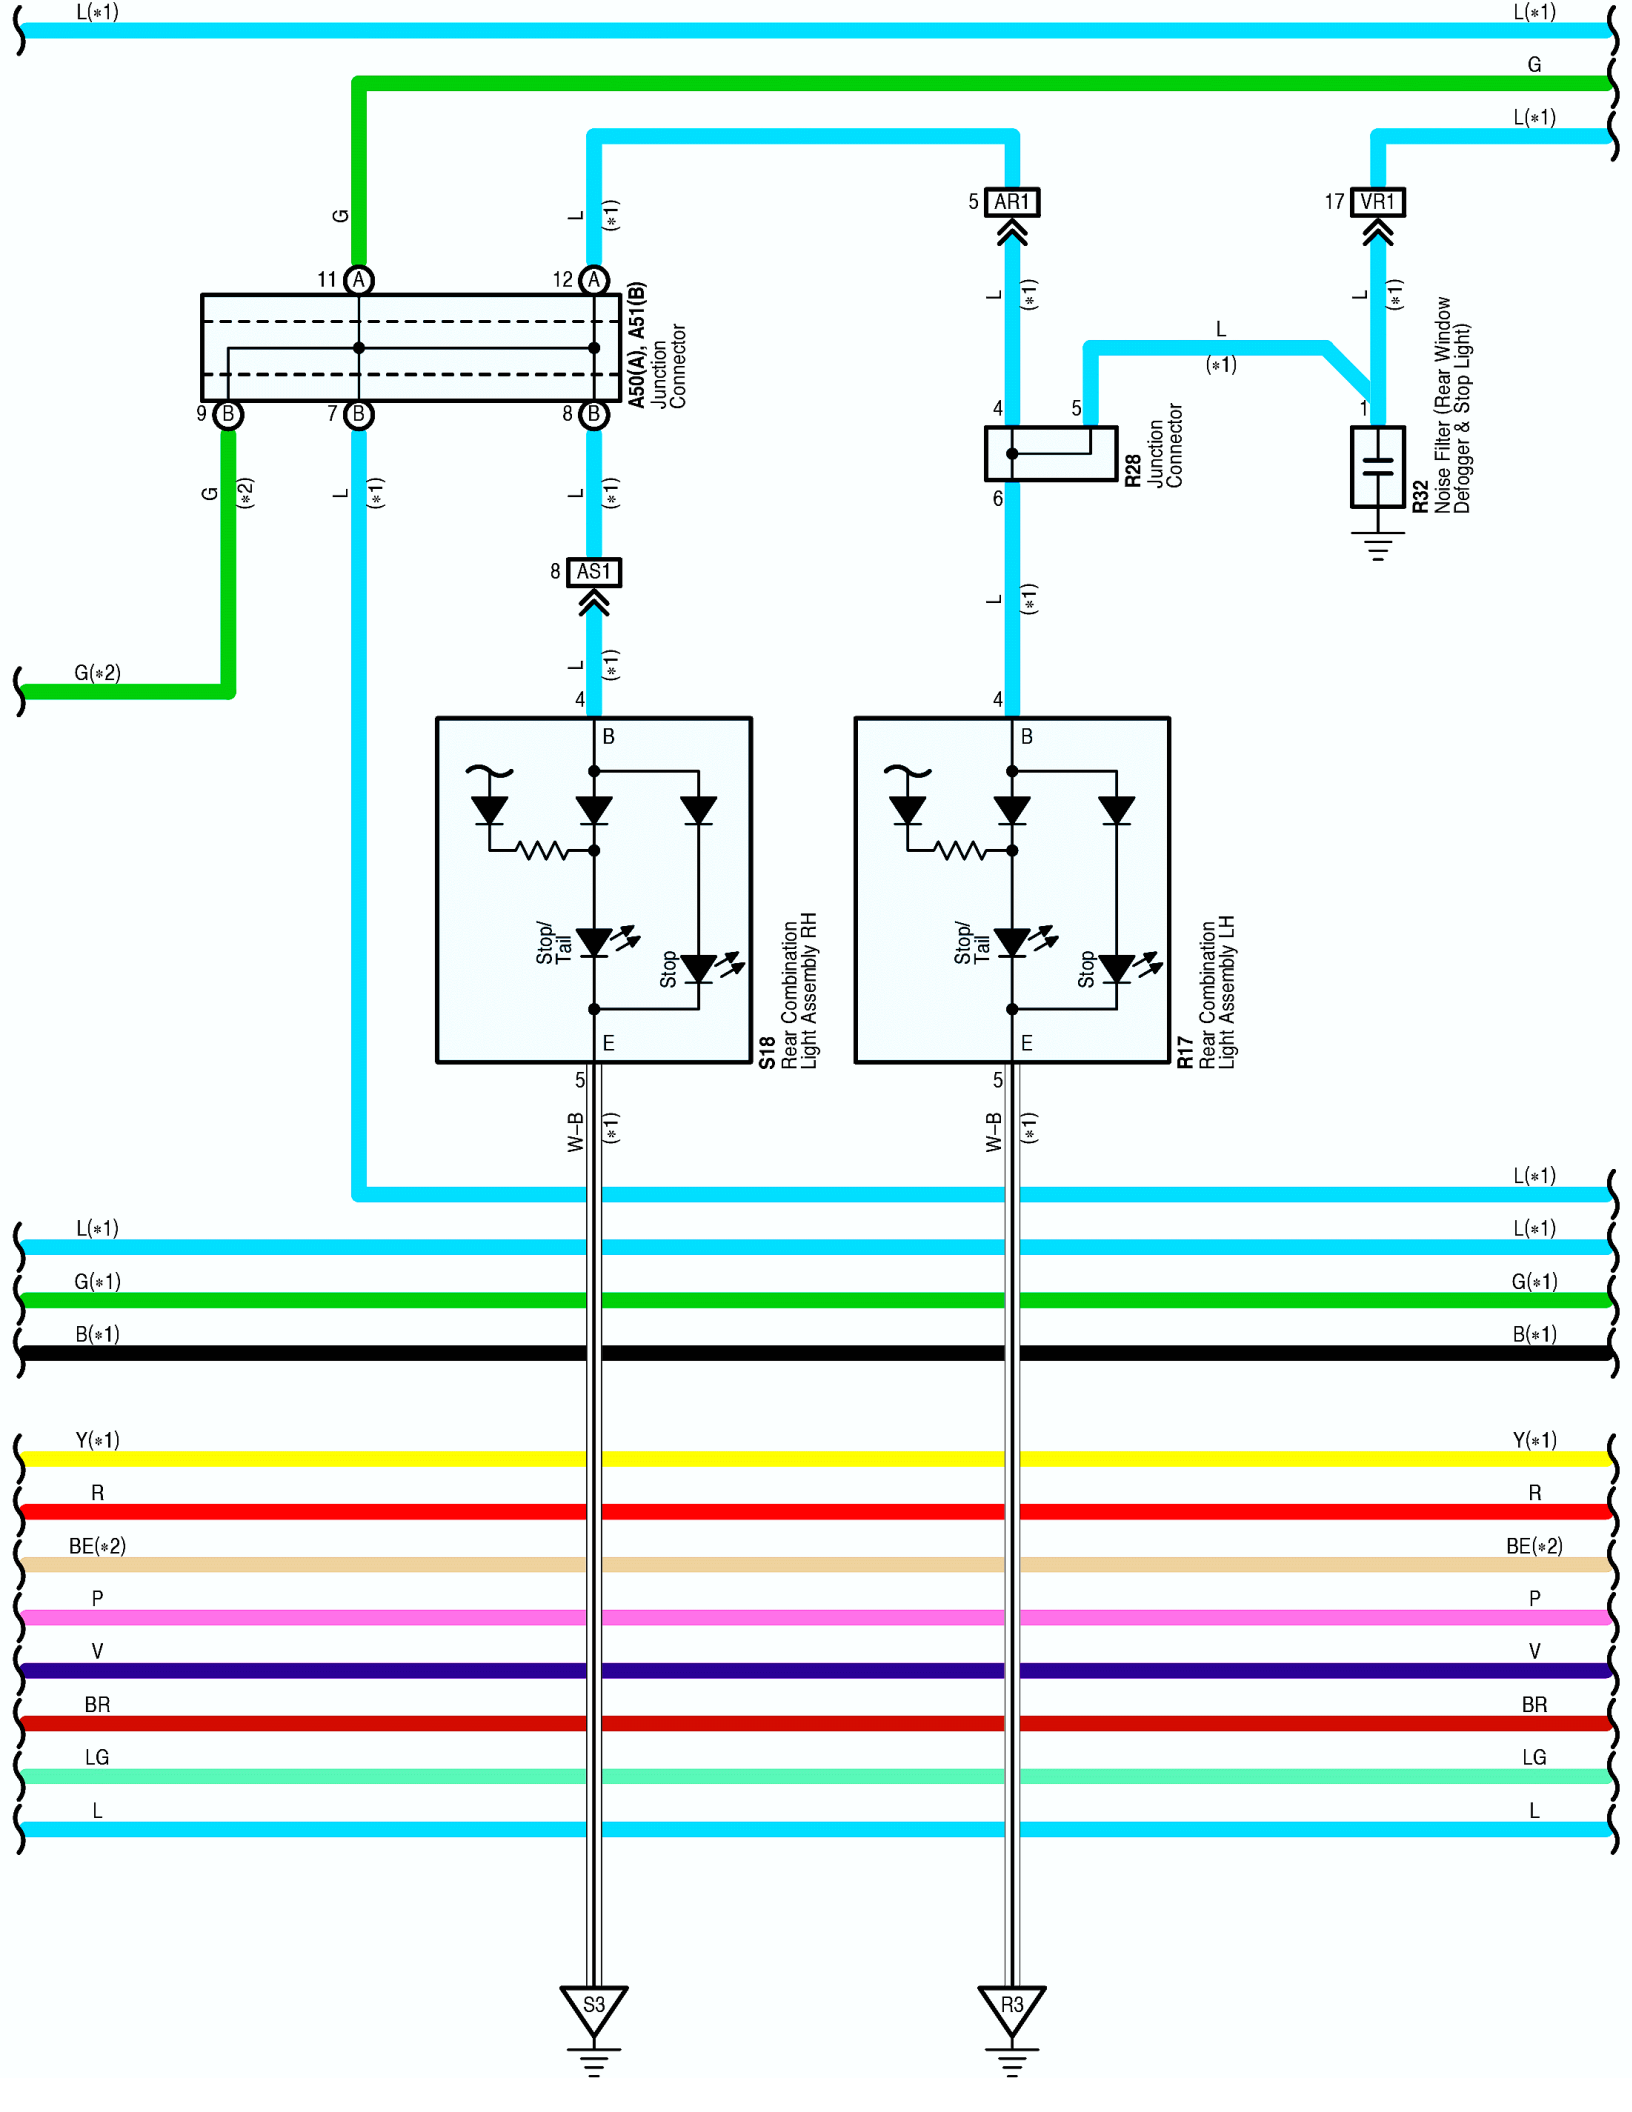 L(*1)
L(*1)
G
L(*1)
5 AR1
17 VR1
G
L
(*1)
11 A
12 A
L
(*1)
L
(*1)
A50(A), A51(B)
Junction
Connector
L
(*1)
9 B
7 B
8 B
4
5
1
R28
Junction
Connector
R32
Noise Filter (Rear Window
Defogger & Stop Light)
G
(*2)
L
(*1)
L
(*1)
6
8 AS1
L
(*1)
L
(*1)
G(*2)
4
4
B
B
Stop/
Tail
Stop
Stop/
Tail
Stop
S18
Rear Combination
Light Assembly RH
R17
Rear Combination
Light Assembly LH
E
E
5
5
W-B
(*1)
W-B
(*1)
L(*1)
L(*1)
L(*1)
G(*1)
G(*1)
B(*1)
B(*1)
Y(*1)
Y(*1)
R
R
BE(*2)
BE(*2)
P
P
V
V
BR
BR
LG
LG
L
L
S3
R3